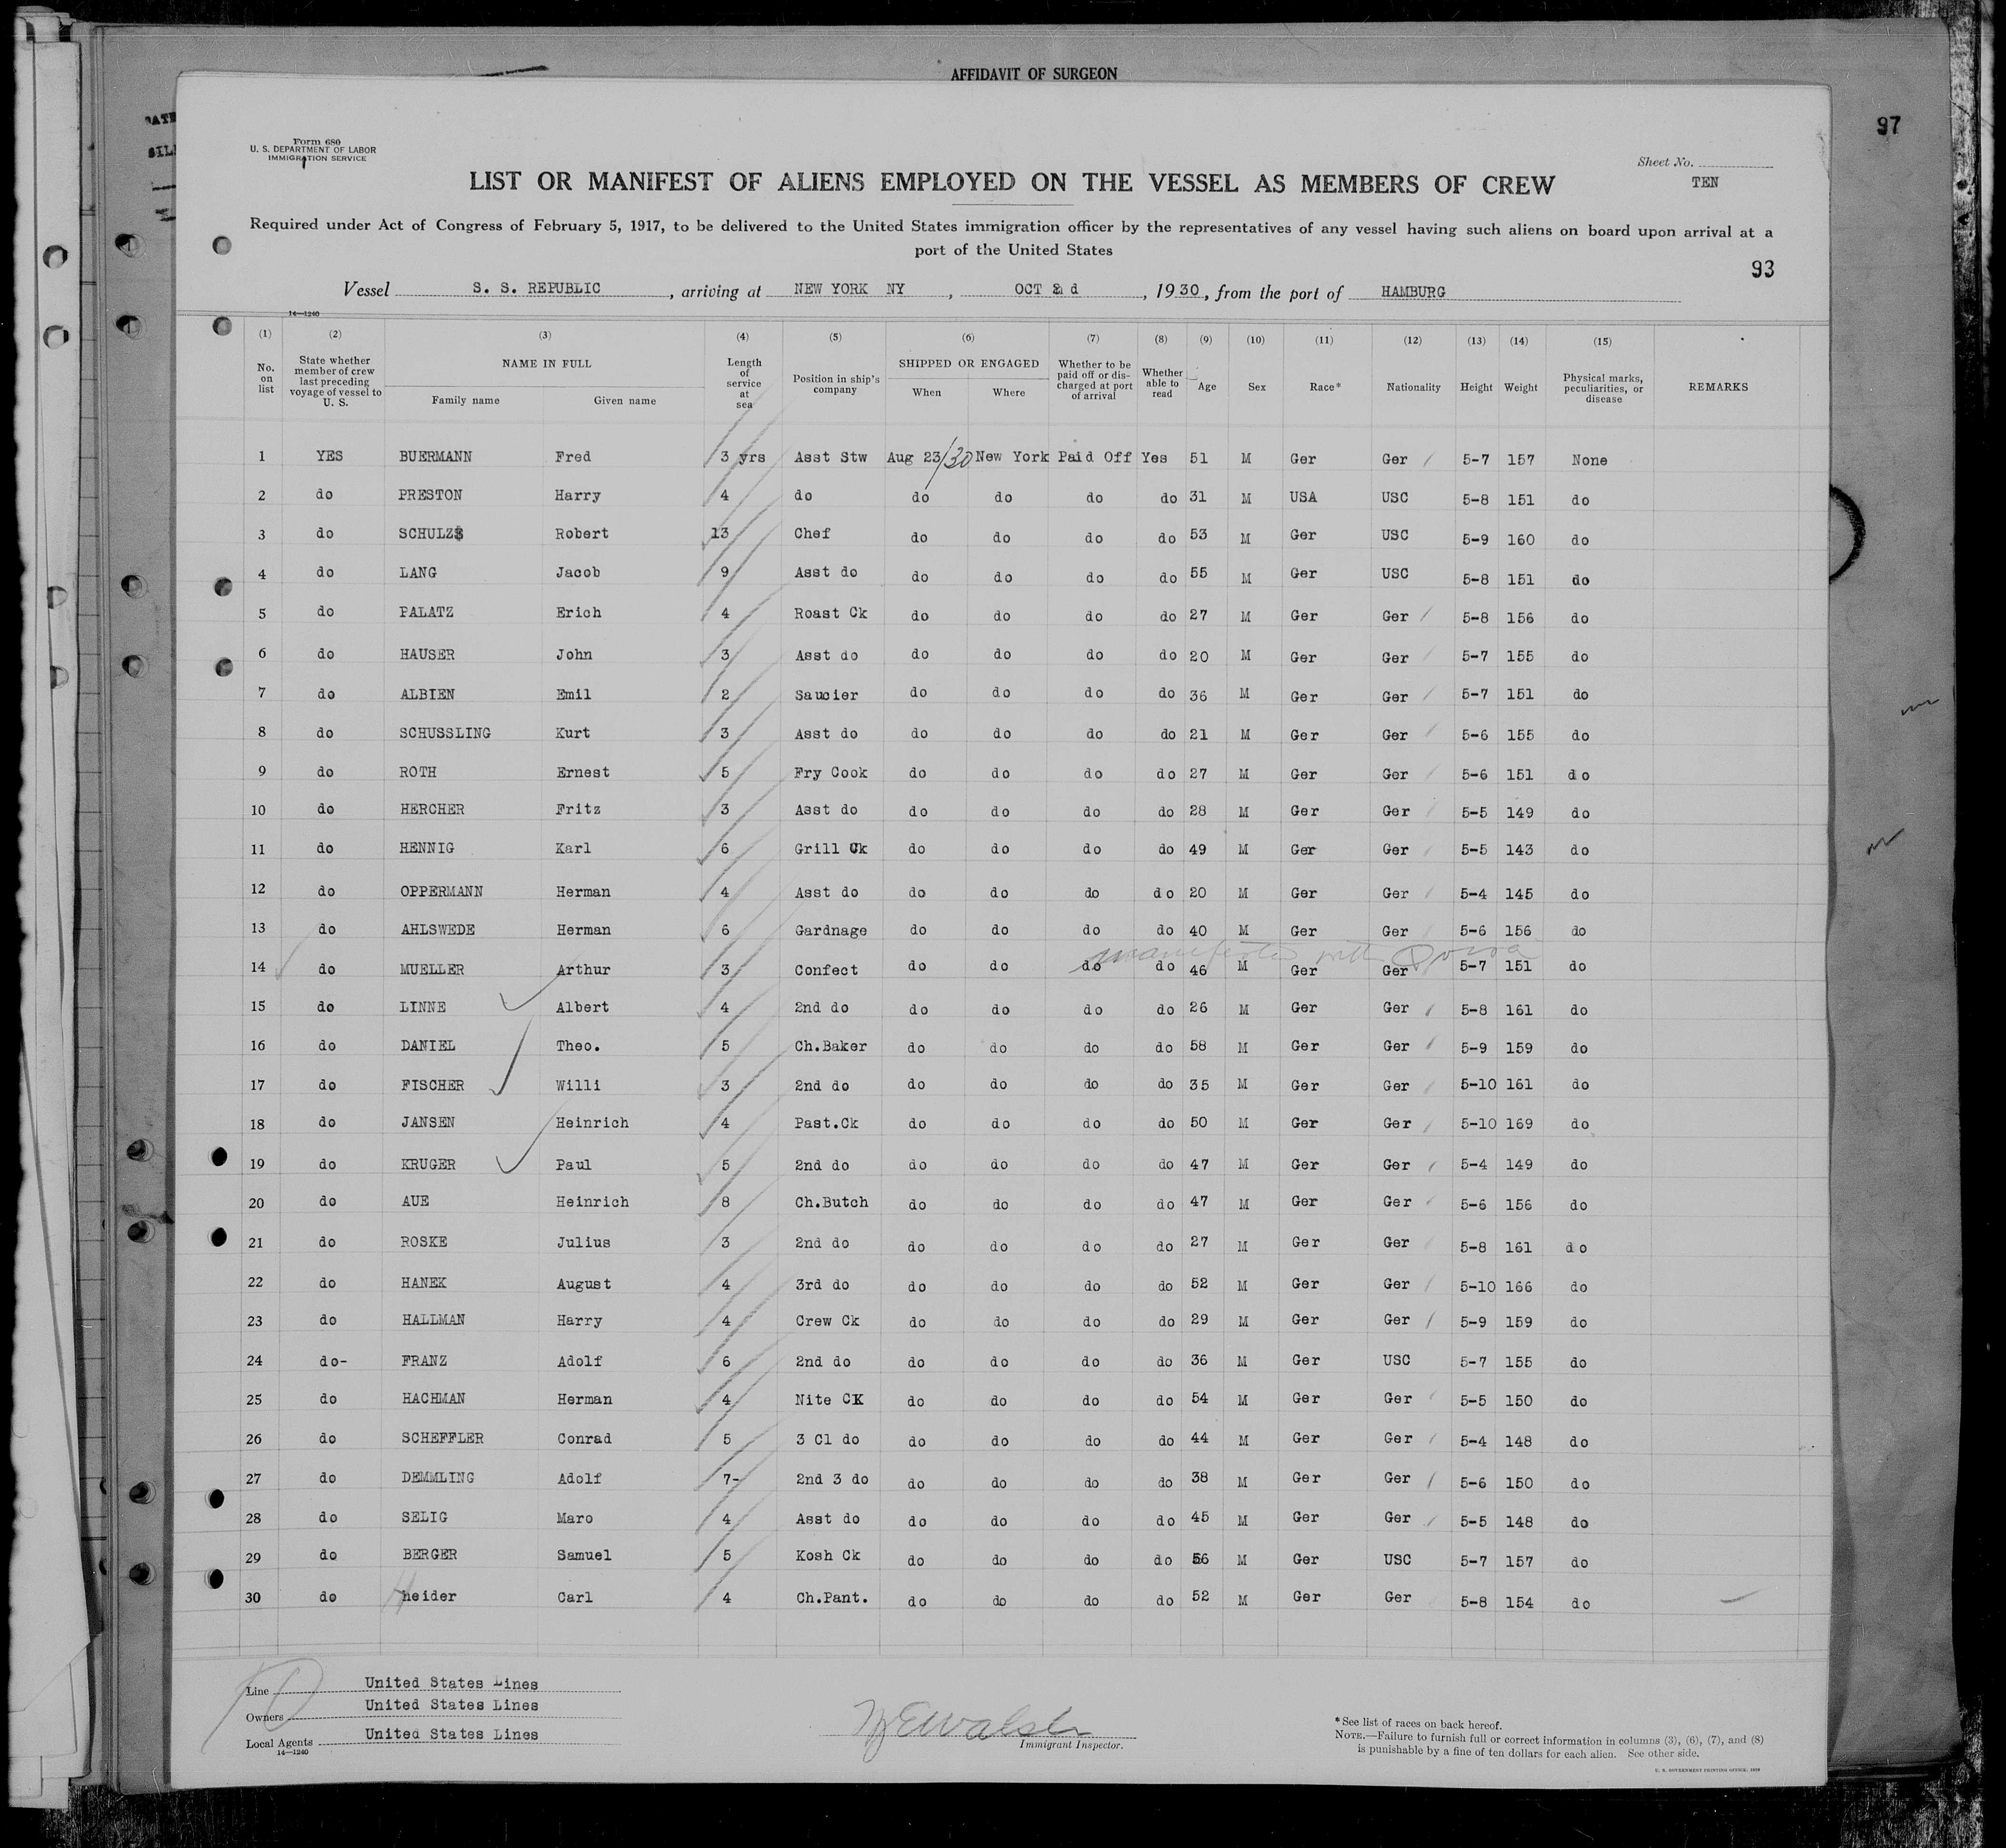 AFFIDAVIT OF SURGEON
97
Form 680
U. S. DEPARTMENT OF LABOR
IMMIGRATION SERVICE
Sheet No.
TEN
LIST OR MANIFEST OF ALIENS EMPLOYED ON THE VESSEL AS MEMBERS OF CREW
Required under Act of Congress of February 5, 1917, to be delivered to the United States immigration officer by the representatives of any vessel having such aliens on board upon arrival at a
port of the United States
93
Vessel S. S. REPUBLIC, arriving at NEW YORK NY, OCT 2d, 1930, from the port of HAMBURG
14—1240
(1) (2) (3) (4) (5) (6) (7) (8) (9) (10) (11) (12) (13) (14) (15)
No. on list State whether member of crew last preceding voyage of vessel to U. S. NAME IN FULL Family name Given name Length of service at sea Position in ship's company SHIPPED OR ENGAGED When Where Whether to be paid off or discharged at port of arrival Whether able to read Age Sex Race* Nationality Height Weight Physical marks, peculiarities, or disease REMARKS
1 YES BUERMANN Fred 3 yrs Asst Stw Aug 23/30 New York Paid Off Yes 51 M Ger Ger 5-7 157 None
2 do PRESTON Harry 4 do do do do do 31 M USA USC 5-8 151 do
3 do SCHULZ Robert 13 Chef do do do do 53 M Ger USC 5-9 160 do
4 do LANG Jacob 9 Asst do do do do do 55 M Ger USC 5-8 151 do
5 do PALATZ Erich 4 Roast Ck do do do do 27 M Ger Ger 5-8 156 do
6 do HAUSER John 3 Asst do do do do do 20 M Ger Ger 5-7 155 do
7 do ALBIEN Emil 2 Saucier do do do do 36 M Ger Ger 5-7 151 do
8 do SCHUSSLING Kurt 3 Asst do do do do do 21 M Ger Ger 5-6 155 do
9 do ROTH Ernest 5 Fry Cook do do do do 27 M Ger Ger 5-6 151 do
10 do HERCHER Fritz 3 Asst do do do do do 28 M Ger Ger 5-5 149 do
11 do HENNIG Karl 6 Grill Ck do do do do 49 M Ger Ger 5-5 143 do
12 do OPPERMANN Herman 4 Asst do do do do do 20 M Ger Ger 5-4 145 do
13 do AHLSWEDE Herman 6 Gardnage do do do do 40 M Ger Ger 5-6 156 do
14 do MUELLER Arthur 3 Confect do do do do 46 M Ger Ger 5-7 151 do
15 do LINNE Albert 4 2nd do do do do do 26 M Ger Ger 5-8 161 do
16 do DANIEL Theo. 5 Ch.Baker do do do do 58 M Ger Ger 5-9 159 do
17 do FISCHER Willi 3 2nd do do do do do 35 M Ger Ger 5-10 161 do
18 do JANSEN Heinrich 4 Past.Ck do do do do 50 M Ger Ger 5-10 169 do
19 do KRUGER Paul 5 2nd do do do do do 47 M Ger Ger 5-4 149 do
20 do AUE Heinrich 8 Ch.Butch do do do do 47 M Ger Ger 5-6 156 do
21 do ROSKE Julius 3 2nd do do do do do 27 M Ger Ger 5-8 161 do
22 do HANEK August 4 3rd do do do do do 52 M Ger Ger 5-10 166 do
23 do HALLMAN Harry 4 Crew Ck do do do do 29 M Ger Ger 5-9 159 do
24 do- FRANZ Adolf 6 2nd do do do do do 36 M Ger USC 5-7 155 do
25 do HACHMAN Herman 4 Nite CK do do do do 54 M Ger Ger 5-5 150 do
26 do SCHEFFLER Conrad 5 3 Cl do do do do do 44 M Ger Ger 5-4 148 do
27 do DEMMLING Adolf 7- 2nd 3 do do do do do 38 M Ger Ger 5-6 150 do
28 do SELIG Maro 4 Asst do do do do do 45 M Ger Ger 5-5 148 do
29 do BERGER Samuel 5 Kosh Ck do do do do 56 M Ger USC 5-7 157 do
30 do Heider Carl 4 Ch.Pant. do do do do 52 M Ger Ger 5-8 154 do
Line United States Lines
Owners United States Lines
Local Agents United States Lines
14—1240
Immigrant Inspector.
*See list of races on back hereof.
NOTE.—Failure to furnish full or correct information in columns (3), (6), (7), and (8)
is punishable by a fine of ten dollars for each alien. See other side.
U. S. GOVERNMENT PRINTING OFFICE: 1929